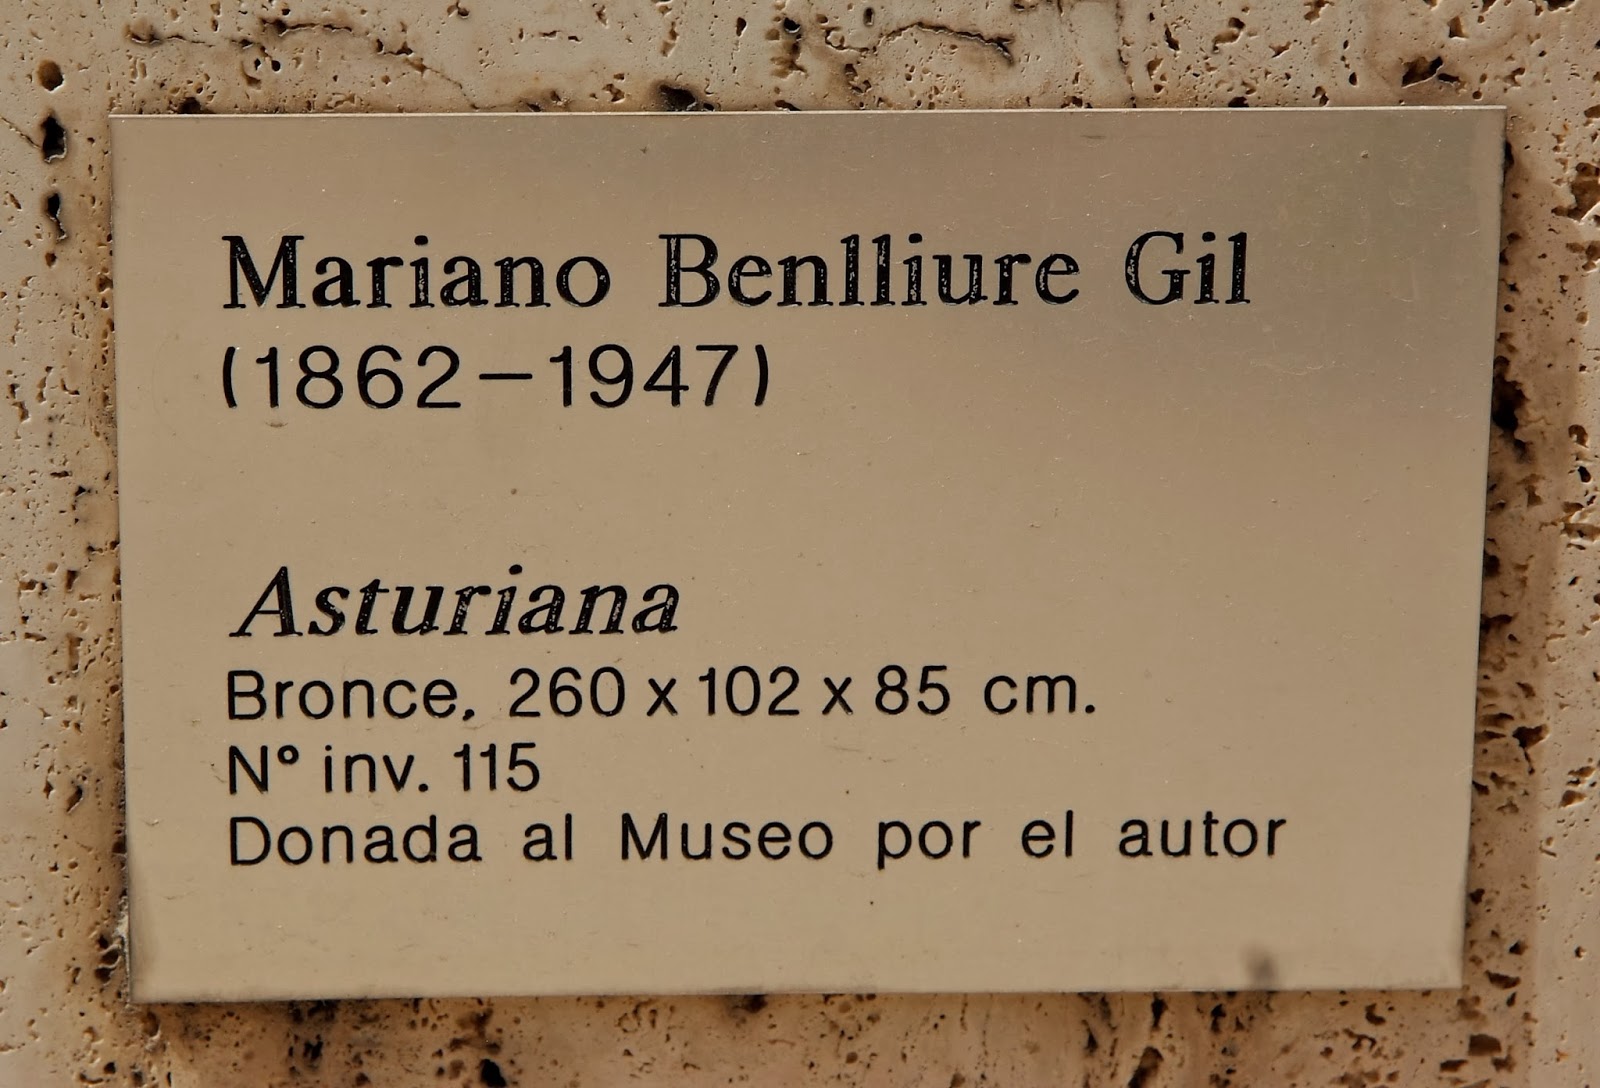 Mariano Benlliure Gil
(1862-1947)
Asturiana
Bronce, 260 x 102 x 85 cm.
Nº inv. 115
Donada al Museo por el autor